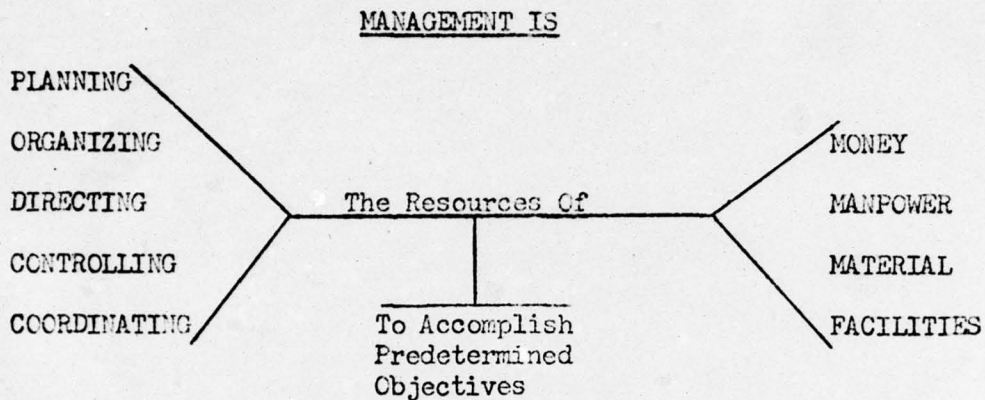 MANAGEMENT IS
PLANNING
ORGANIZING
DIRECTING
CONTROLLING
COORDINATING
The Resources Of
To Accomplish
Predetermined
Objectives
MONEY
MANPOWER
MATERIAL
FACILITIES